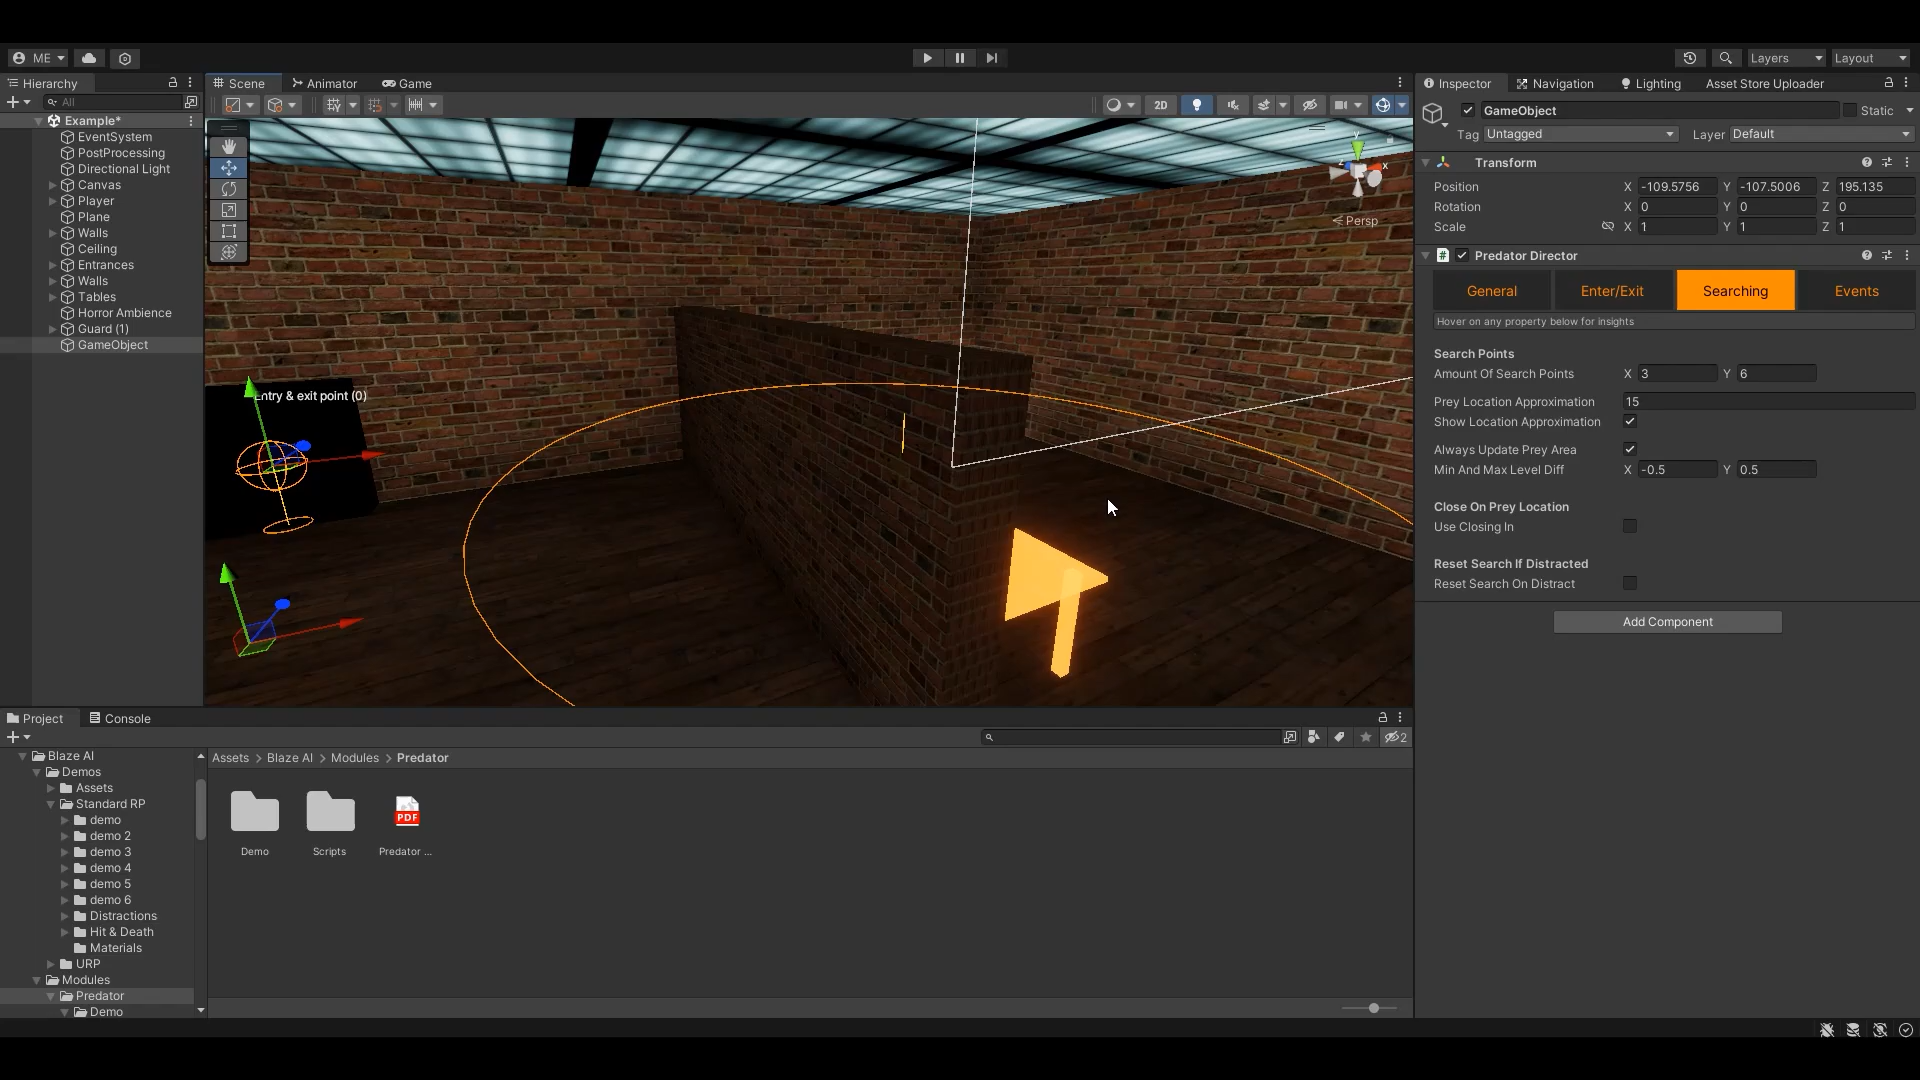 ME
Layers
Layout
Hierarchy
All
Example*
EventSystem
PostProcessing
Directional Light
Canvas
Player
Plane
Walls
Ceiling
Entrances
Walls
Tables
Horror Ambience
Guard (1)
GameObject
Scene
Animator
Game
2D
y
x
z
Persp
Entry & exit point (0)
Inspector
Navigation
Lighting
Asset Store Uploader
GameObject
Static
Tag Untagged
Layer Default
Transform
Position X -109.5756 Y -107.5006 Z 195.135
Rotation X 0 Y 0 Z 0
Scale X 1 Y 1 Z 1
# Predator Director
General
Enter/Exit
Searching
Events
Hover on any property below for insights
Search Points
Amount Of Search Points X 3 Y 6
Prey Location Approximation 15
Show Location Approximation
Always Update Prey Area
Min And Max Level Diff X -0.5 Y 0.5
Close On Prey Location
Use Closing In
Reset Search If Distracted
Reset Search On Distract
Add Component
Project
Console
2
Blaze AI
Demos
Assets
Standard RP
demo
demo 2
demo 3
demo 4
demo 5
demo 6
Distractions
Hit & Death
Materials
URP
Modules
Predator
Demo
Assets > Blaze AI > Modules > Predator
PDF
Demo
Scripts
Predator ...